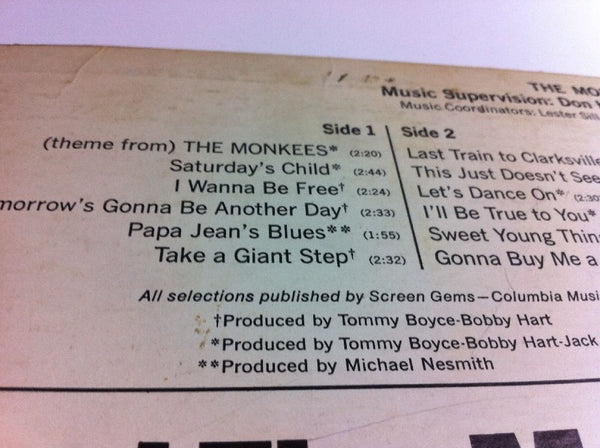 THE MO
Music Supervision: Don
Music Coordinators: Lester Sill
Side 1
(theme from) THE MONKEES* (2:20)
Saturday's Child* (2:44)
I Wanna Be Free† (2:24)
morrow's Gonna Be Another Day† (2:33)
Papa Jean's Blues** (1:55)
Take a Giant Step† (2:32)
Side 2
Last Train to Clarksville
This Just Doesn't See
Let's Dance On* (2:30
I'll Be True to You*
Sweet Young Thin
Gonna Buy Me a
All selections published by Screen Gems—Columbia Musi
†Produced by Tommy Boyce-Bobby Hart
*Produced by Tommy Boyce-Bobby Hart-Jack
**Produced by Michael Nesmith